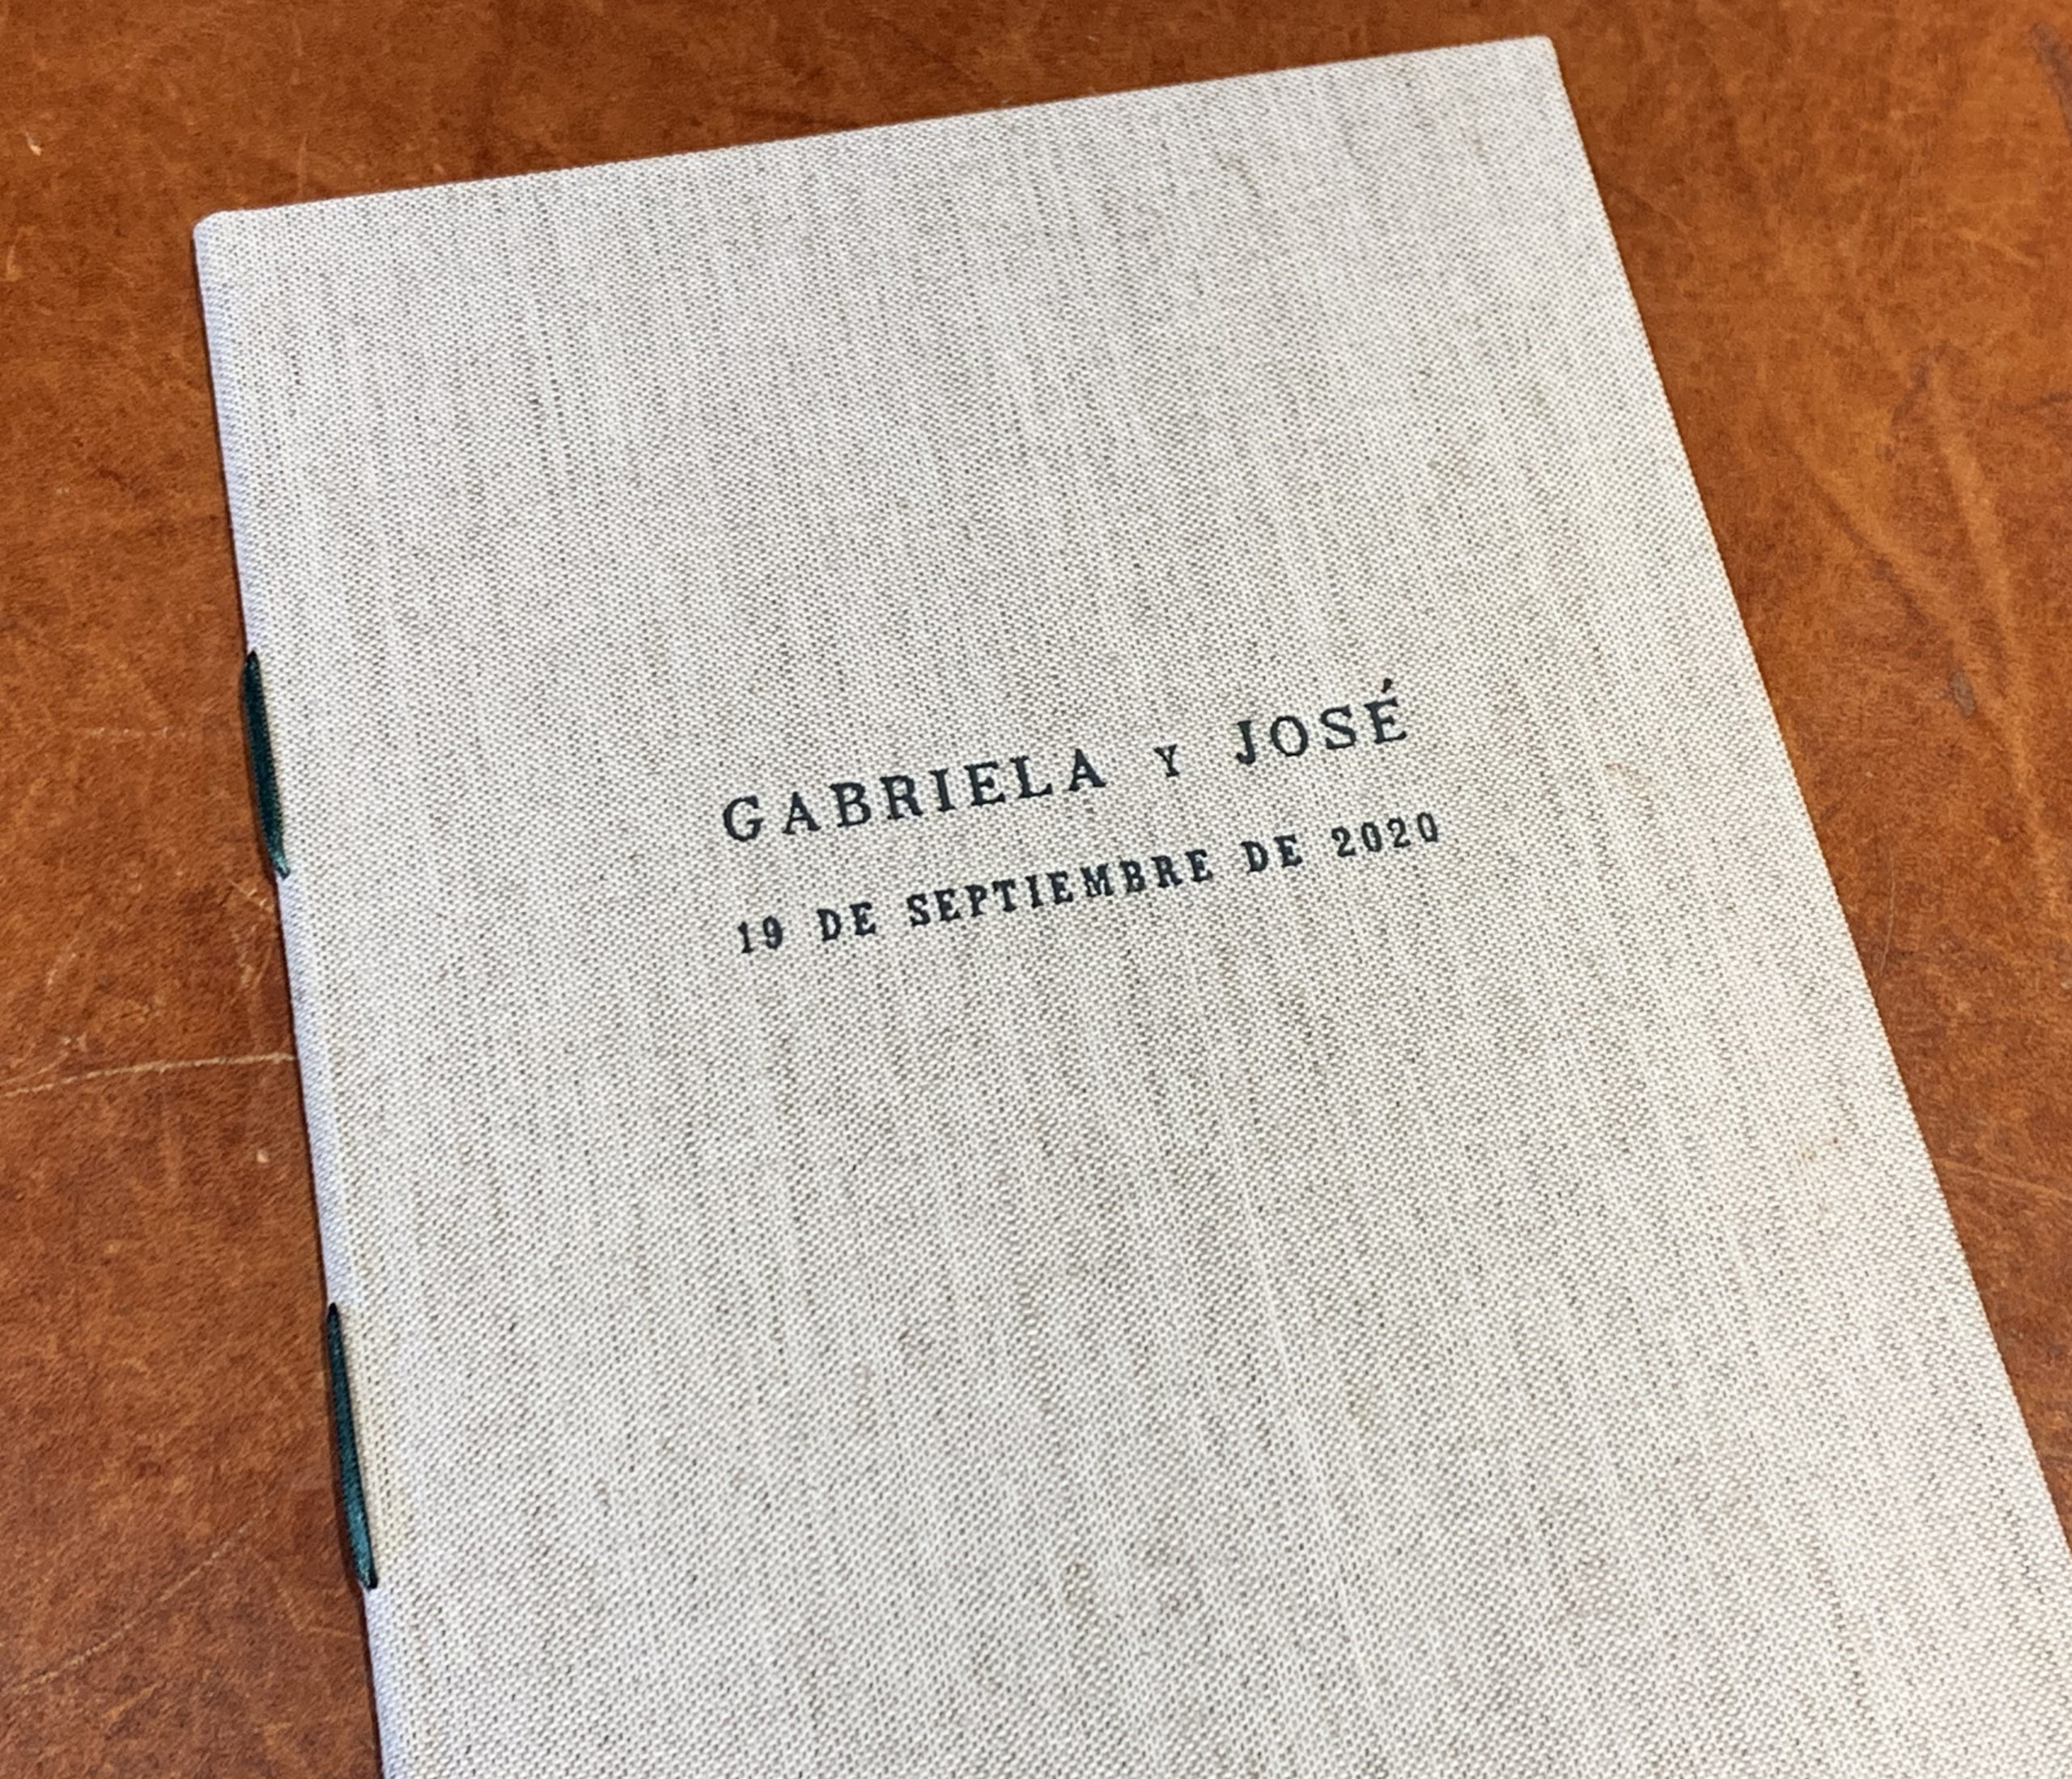 GABRIELA Y JOSÉ
19 DE SEPTIEMBRE DE 2020